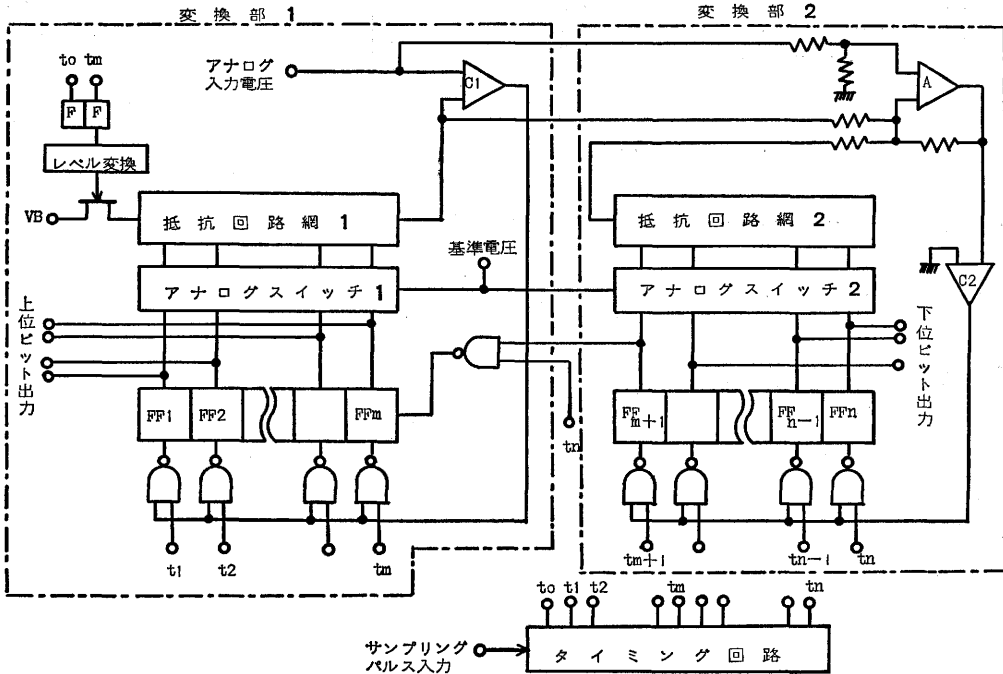 変換部 1
変換部 2
to tm
F F
レベル変換
VB
アナログ
入力電圧
C1
A
抵抗回路網 1
抵抗回路網 2
基準電圧
アナログスイッチ 1
アナログスイッチ 2
C2
上位ビット出力
下位ビット出力
FF1 FF2 FFm
FFm+1 FFn-1 FFn
tn
t1 t2 tm
tm+1 tn-1 tn
to t1 t2 tm tn
サンプリング
パルス入力
タイミング回路